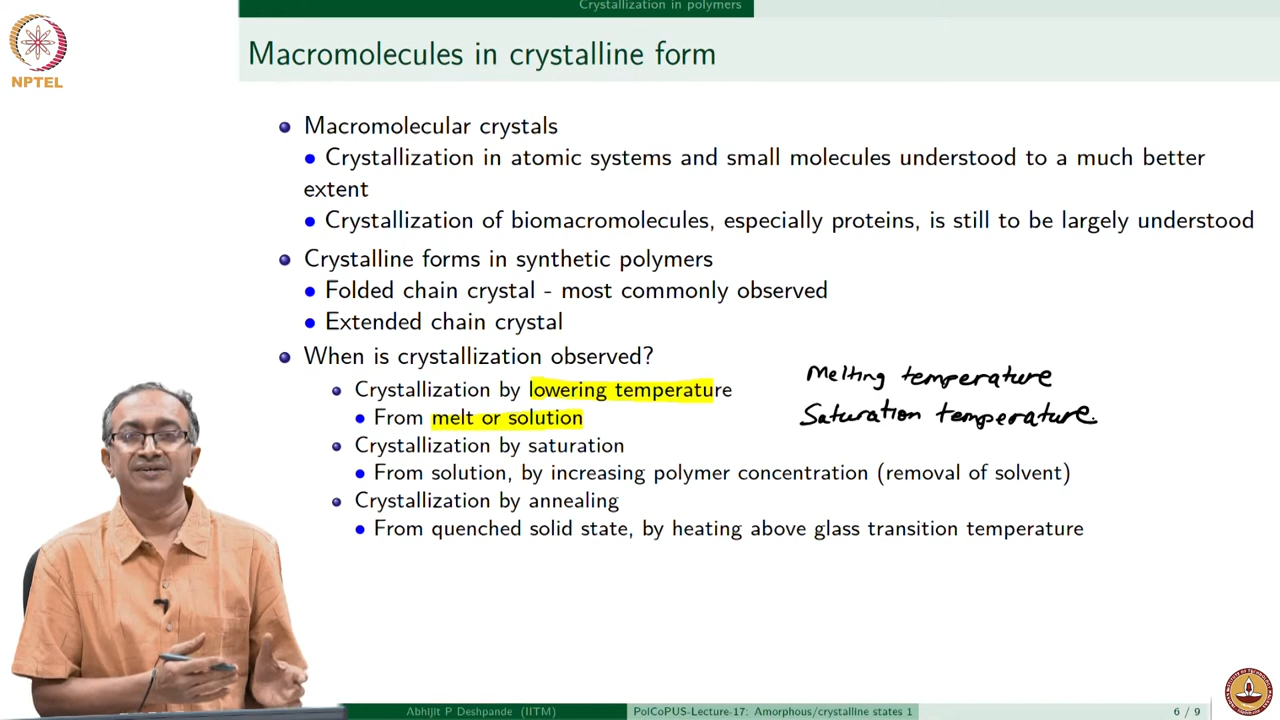 Crystallization in polymers
NPTEL
Macromolecules in crystalline form
Macromolecular crystals
Crystallization in atomic systems and small molecules understood to a much better
extent
Crystallization of biomacromolecules, especially proteins, is still to be largely understood
Crystalline forms in synthetic polymers
Folded chain crystal - most commonly observed
Extended chain crystal
When is crystallization observed?
Crystallization by lowering temperature
From melt or solution
Melting temperature
Saturation temperature.
Crystallization by saturation
From solution, by increasing polymer concentration (removal of solvent)
Crystallization by annealing
From quenched solid state, by heating above glass transition temperature
Abhijit P Deshpande (IITM)
PolCoPUS-Lecture-17: Amorphous/crystalline states 1
6 / 9